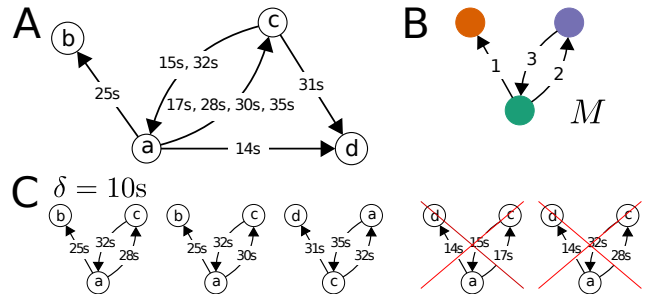 A
b
c
15s, 32s
31s
25s
17s, 28s, 30s, 35s
a
14s
d
B
1
3
2
M
C δ = 10s
b c
32s
25s 28s
a
b c
32s
25s 30s
a
d a
35s
31s 32s
c
d c
15s
14s 17s
a
d c
32s
14s 28s
a